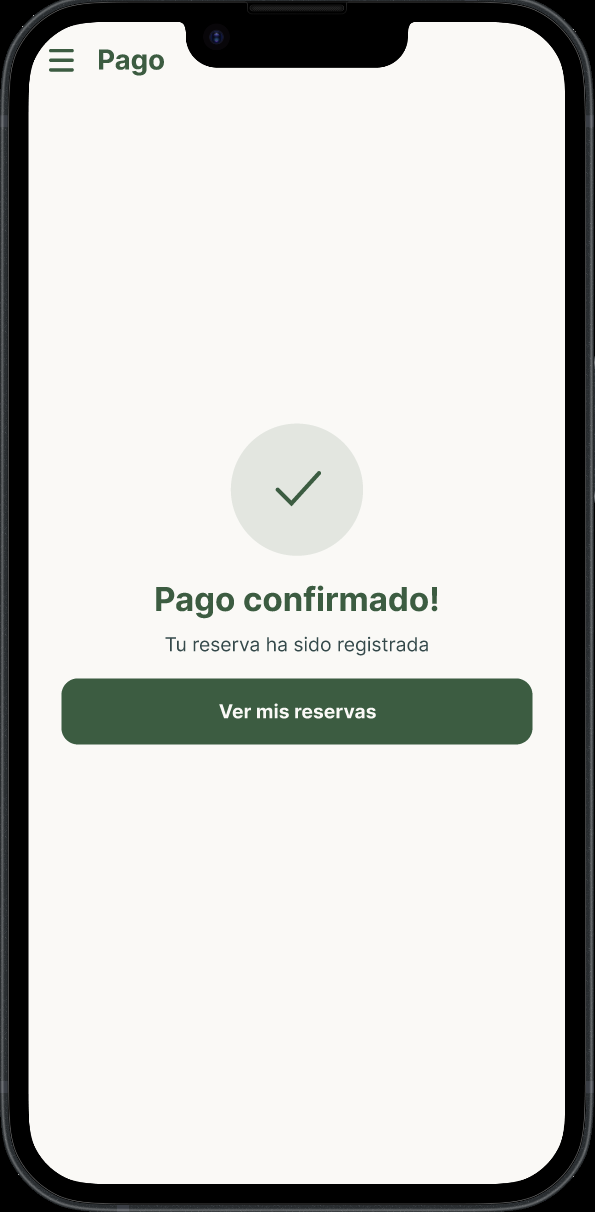 Pago
Pago confirmado!
Tu reserva ha sido registrada
Ver mis reservas